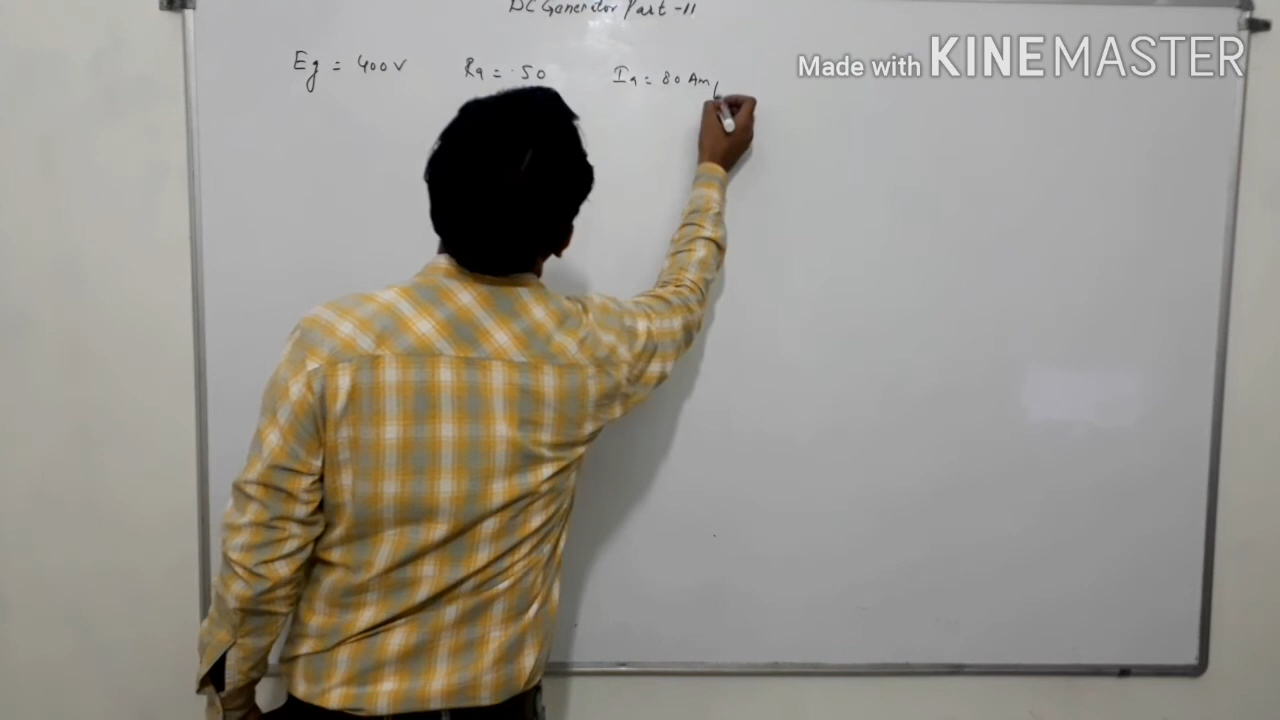 DC Generator Part -11
Eg = 400v Ra = .50 Ia = 80 Amp
Made with KINEMASTER